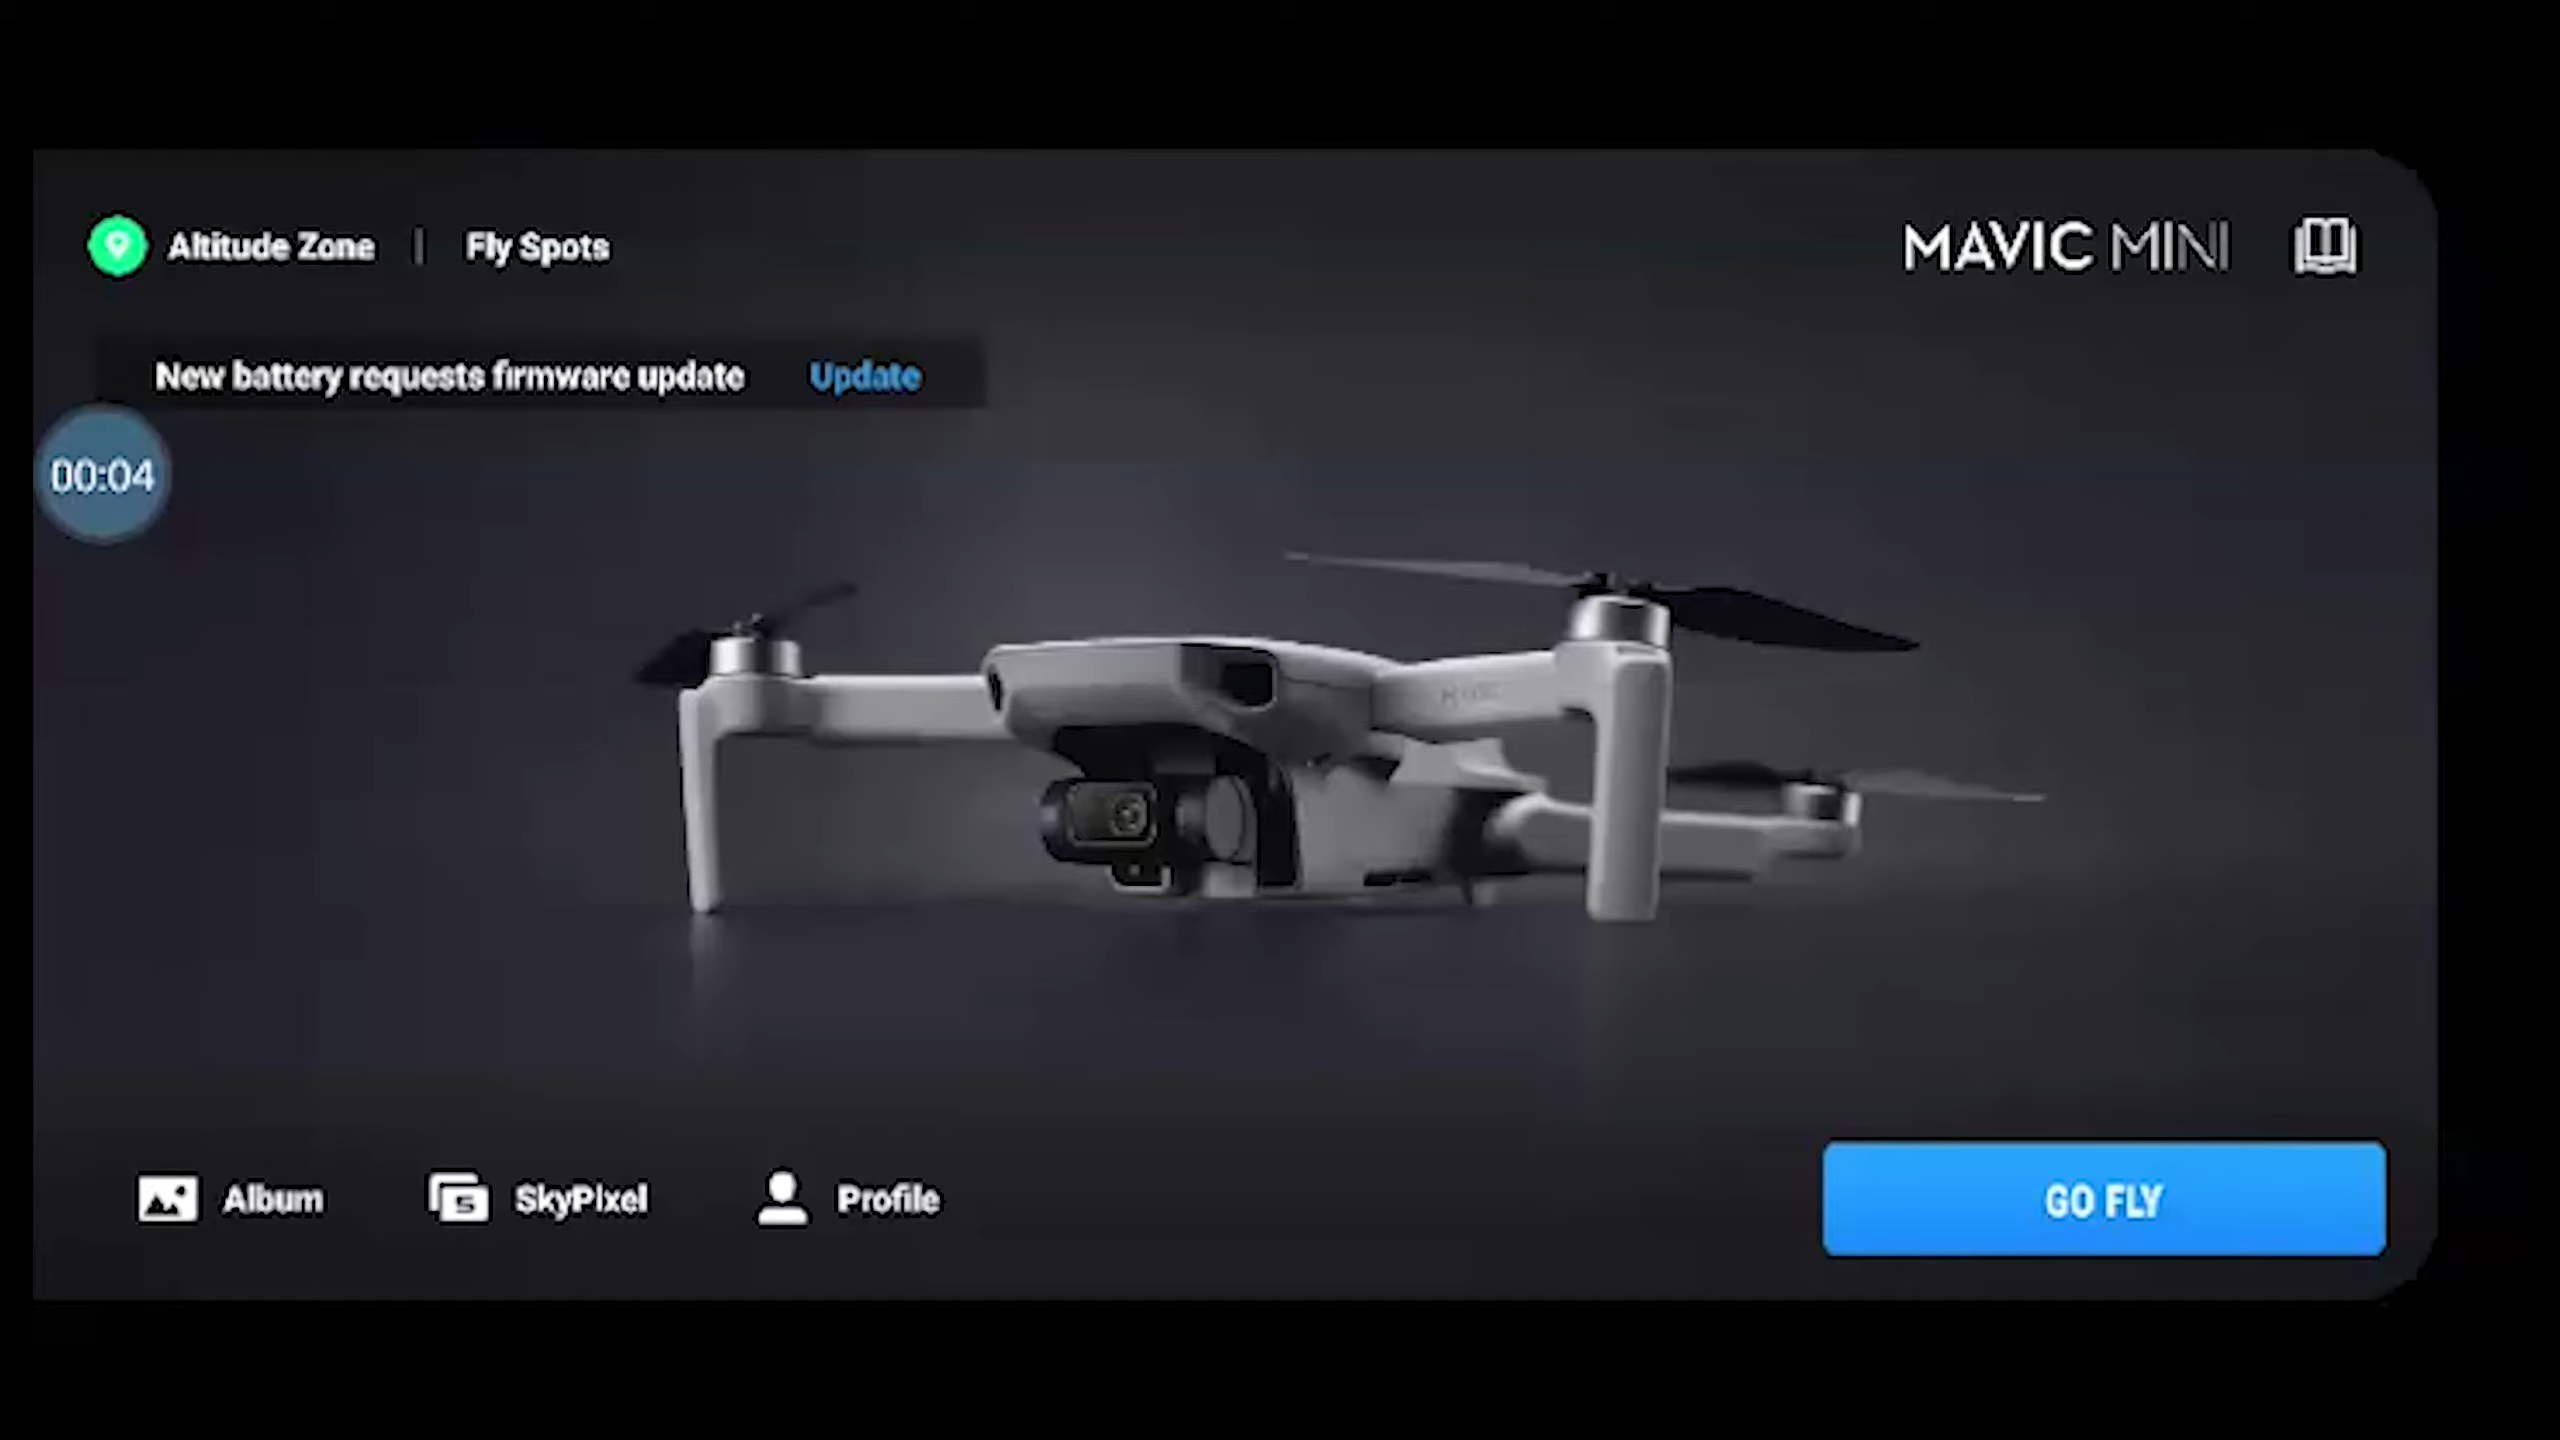 Altitude Zone | Fly Spots
MAVIC MINI
New battery requests firmware update Update
00:04
Album SkyPixel Profile
GO FLY